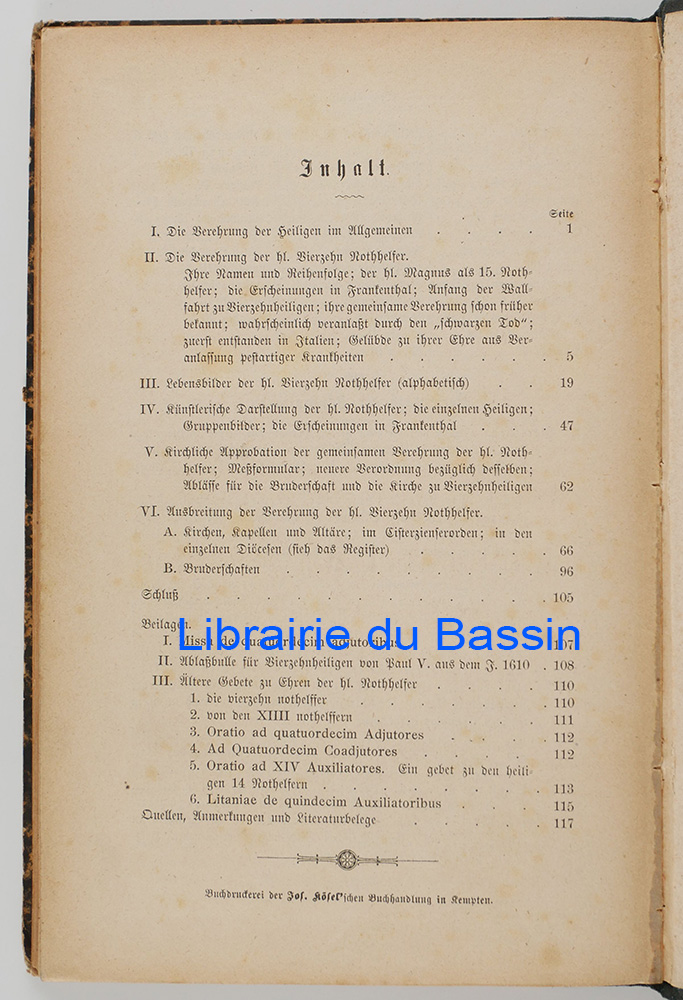 Inhalt.
Seite
I. Die Verehrung der Heiligen im Allgemeinen . . . . 1
II. Die Verehrung der hl. Vierzehn Nothhelfer.
Ihre Namen und Reihenfolge; der hl. Magnus als 15. Noth-
helfer; die Erscheinungen in Frankenthal; Anfang der Wall-
fahrt zu Vierzehnheiligen; ihre gemeinsame Verehrung schon früher
bekannt; wahrscheinlich veranlaßt durch den „schwarzen Tod“;
zuerst entstanden in Italien; Gelübde zu ihrer Ehre aus Ver-
anlassung pestartiger Krankheiten . . . . . . 5
III. Lebensbilder der hl. Vierzehn Nothhelfer (alphabetisch) . . 19
IV. Künstlerische Darstellung der hl. Nothhelfer; die einzelnen Heiligen;
Gruppenbilder; die Erscheinungen in Frankenthal . . . 47
V. Kirchliche Approbation der gemeinsamen Verehrung der hl. Noth-
helfer; Meßformular; neuere Verordnung bezüglich desselben;
Ablässe für die Bruderschaft und die Kirche zu Vierzehnheiligen 62
VI. Ausbreitung der Verehrung der hl. Vierzehn Nothhelfer.
A. Kirchen, Kapellen und Altäre; im Cisterzienserorden; in den
einzelnen Diöcesen (sieh das Register) . . . . . 66
B. Bruderschaften . . . . . . . . 96
Schluß . . . . . . . . . . 105
Beilagen.
I. Missa de quatuordecim adjutoribus 107
Librairie du Bassin
II. Ablaßbulle für Vierzehnheiligen von Paul V. aus dem J. 1610 . 108
III. Ältere Gebete zu Ehren der hl. Nothhelfer . . . . 110
1. die vierzehn nothelffer . . . . . . 110
2. von den XIIII nothelffern . . . . . 111
3. Oratio ad quatuordecim Adjutores . . . . 112
4. Ad Quatuordecim Coadjutores . . . . 112
5. Oratio ad XIV Auxiliatores. Ein gebet zu den heili-
gen 14 Nothelfern . . . . . . . 113
6. Litaniae de quindecim Auxiliatoribus . . . 115
Quellen, Anmerkungen und Literaturbelege . . . . 117
Buchdruckerei der Jos. Kösel'schen Buchhandlung in Kempten.